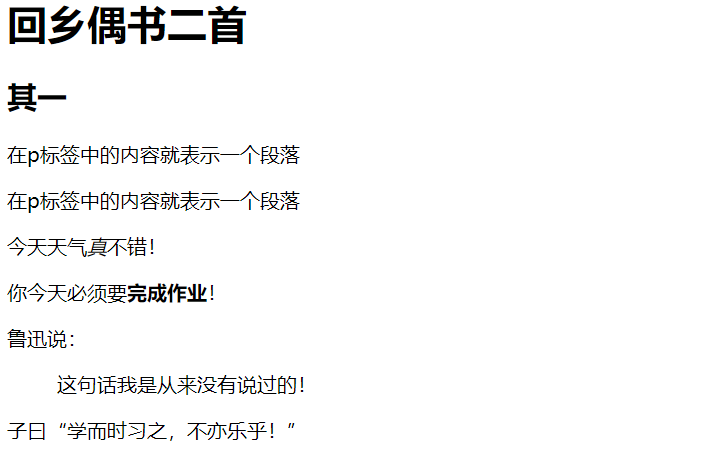 回乡偶书二首
其一
在p标签中的内容就表示一个段落
在p标签中的内容就表示一个段落
今天天气真不错！
你今天必须要完成作业！
鲁迅说：
这句话我是从来没有说过的！
子曰“学而时习之，不亦乐乎！”